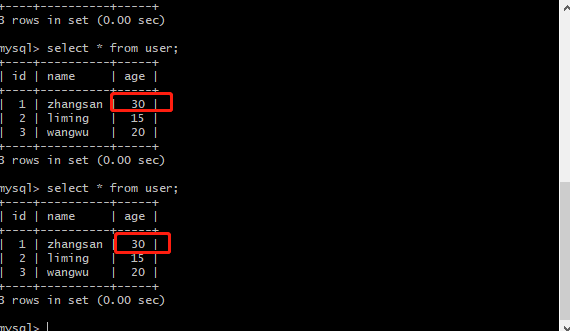 +----+----------+-----+
3 rows in set (0.00 sec)
mysql> select * from user;
+----+----------+-----+
| id | name | age |
+----+----------+-----+
| 1 | zhangsan | 30 |
| 2 | liming | 15 |
| 3 | wangwu | 20 |
+----+----------+-----+
3 rows in set (0.00 sec)
mysql> select * from user;
+----+----------+-----+
| id | name | age |
+----+----------+-----+
| 1 | zhangsan | 30 |
| 2 | liming | 15 |
| 3 | wangwu | 20 |
+----+----------+-----+
3 rows in set (0.00 sec)
mysql>